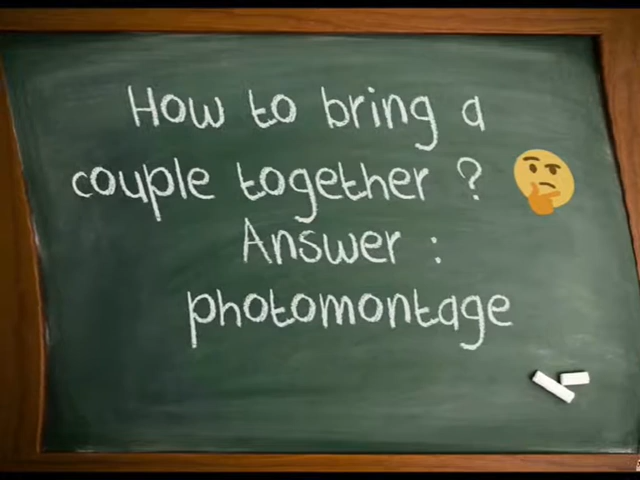 How to bring a
couple together ?
Answer :
photomontage